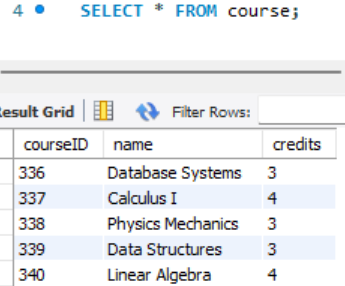 4 SELECT * FROM course;
Result Grid Filter Rows:
courseID name credits
336 Database Systems 3
337 Calculus I 4
338 Physics Mechanics 3
339 Data Structures 3
340 Linear Algebra 4